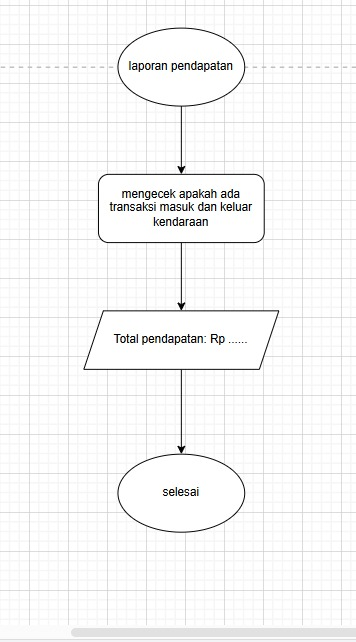 laporan pendapatan
mengecek apakah ada
transaksi masuk dan keluar
kendaraan
Total pendapatan: Rp ......
selesai